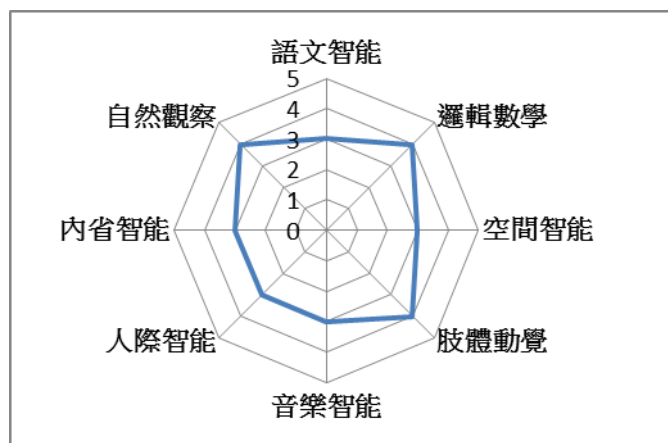 語文智能
5
4
3
2
1
0
邏輯數學
空間智能
肢體動覺
音樂智能
人際智能
內省智能
自然觀察